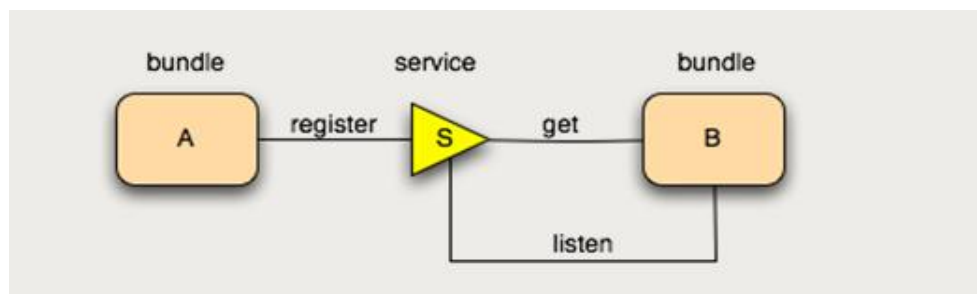 bundle service bundle
A register S get B
listen